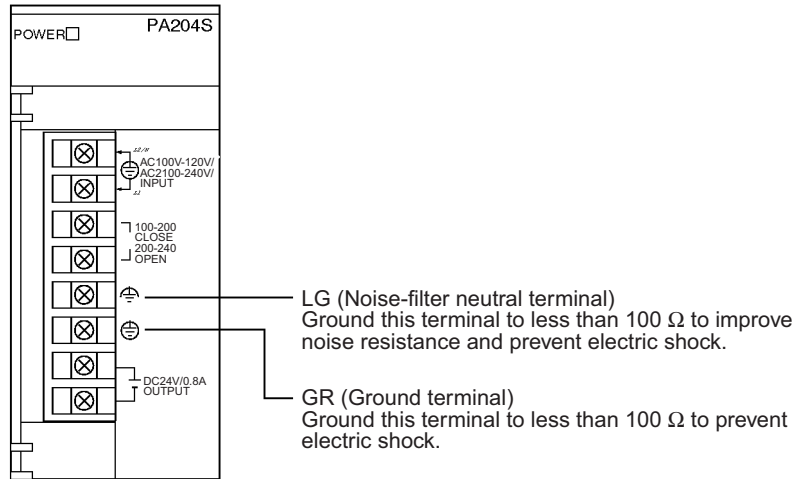 POWER
PA204S
L2/N
AC100V-120V/
AC2100-240V/
INPUT
L1
100-200
CLOSE
200-240
OPEN
LG (Noise-filter neutral terminal)
Ground this terminal to less than 100 Ω to improve
noise resistance and prevent electric shock.
DC24V/0.8A
OUTPUT
GR (Ground terminal)
Ground this terminal to less than 100 Ω to prevent
electric shock.